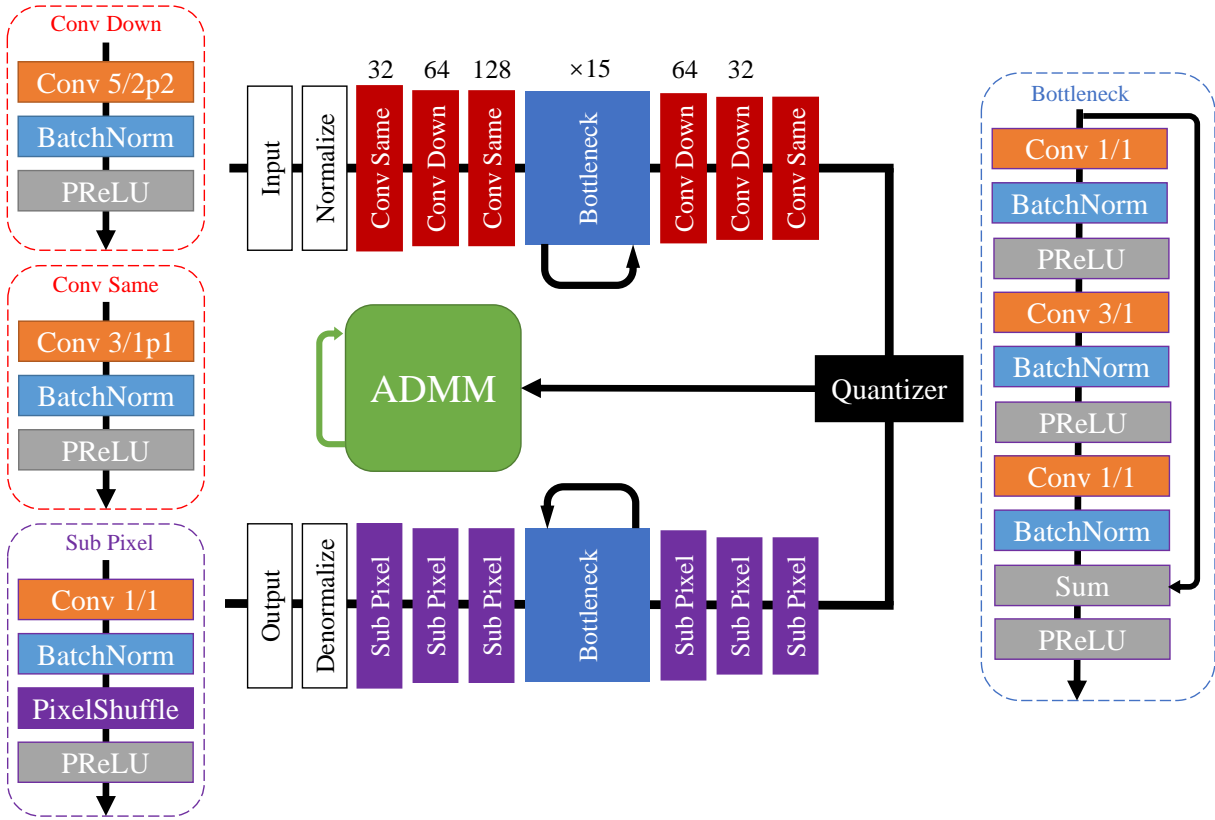 Conv Down
Conv 5/2p2
BatchNorm
PReLU
Conv Same
Conv 3/1p1
BatchNorm
PReLU
Sub Pixel
Conv 1/1
BatchNorm
PixelShuffle
PReLU
32 64 128 ×15 64 32
Input
Normalize
Conv Same
Conv Down
Conv Same
Bottleneck
Conv Down
Conv Down
Conv Same
ADMM
Quantizer
Output
Denormalize
Sub Pixel
Sub Pixel
Sub Pixel
Bottleneck
Sub Pixel
Sub Pixel
Sub Pixel
Bottleneck
Conv 1/1
BatchNorm
PReLU
Conv 3/1
BatchNorm
PReLU
Conv 1/1
BatchNorm
Sum
PReLU